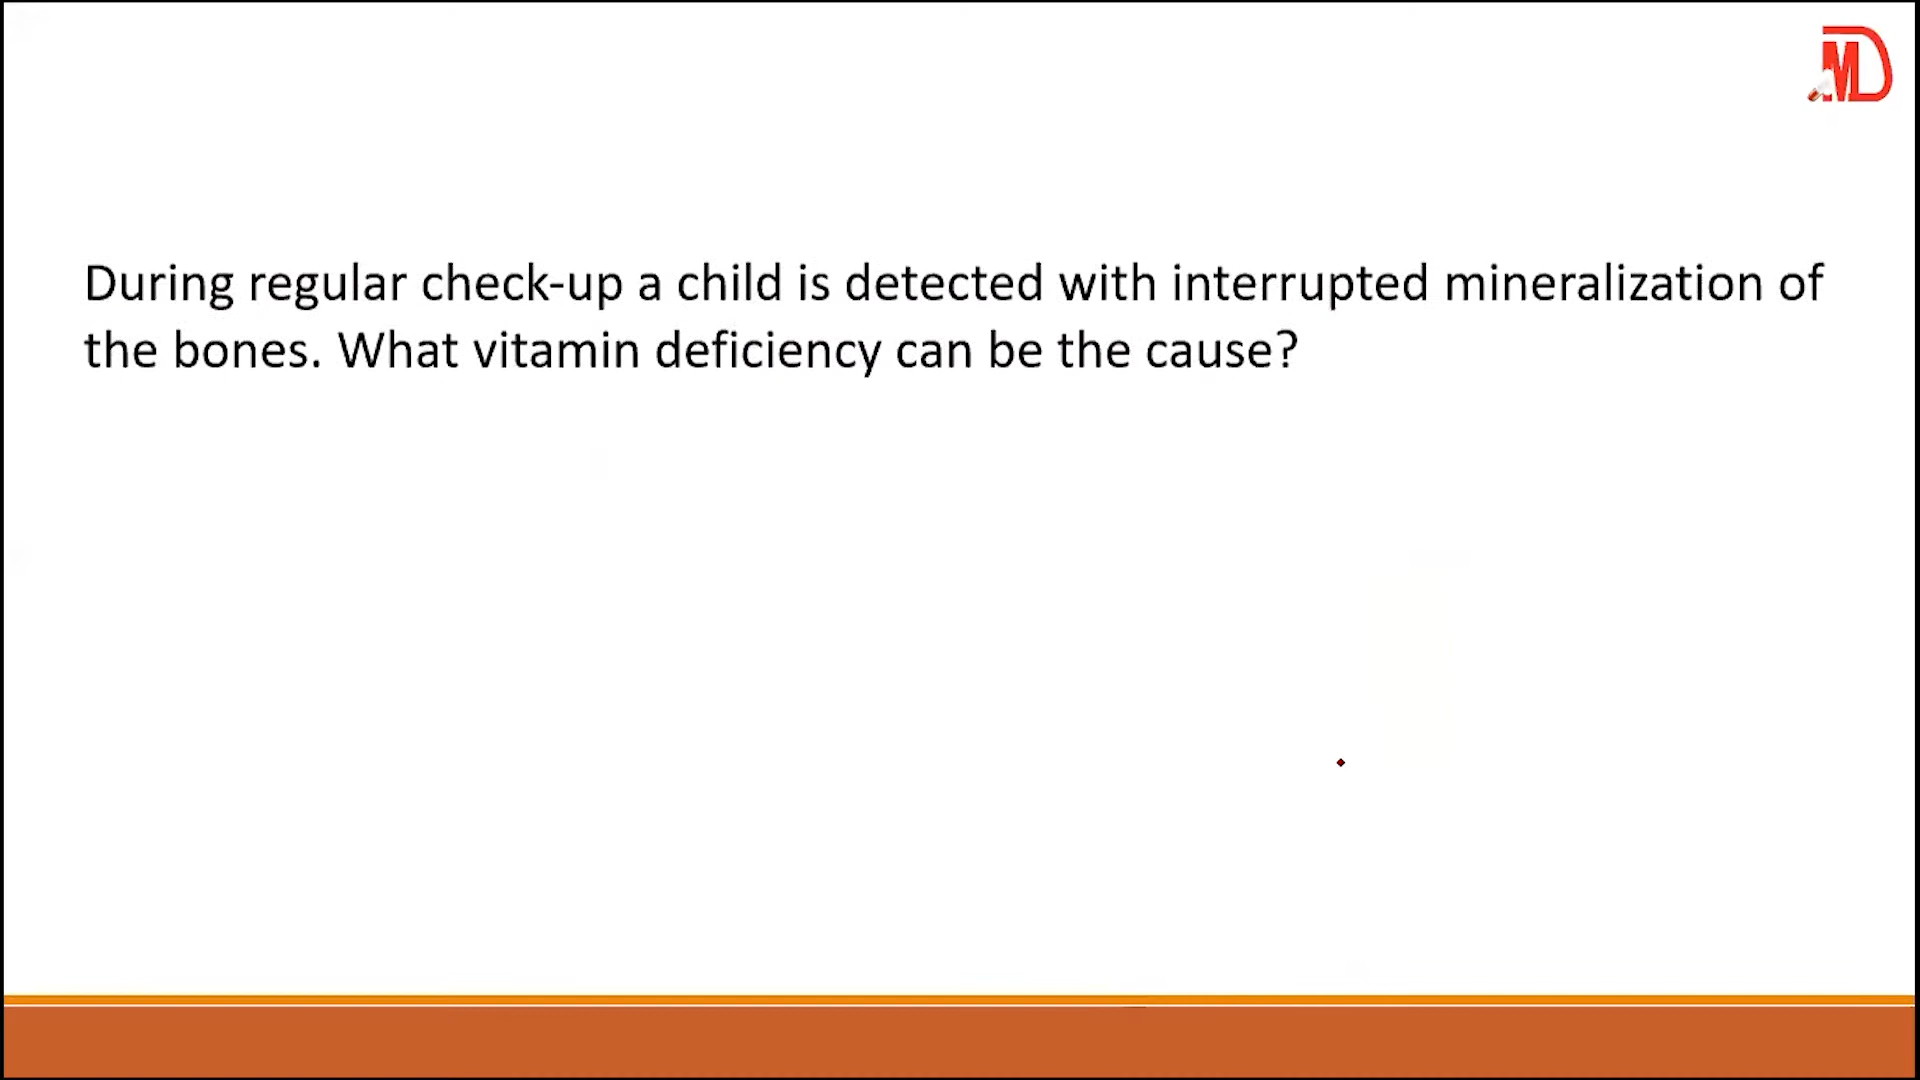 MD
During regular check-up a child is detected with interrupted mineralization of
the bones. What vitamin deficiency can be the cause?